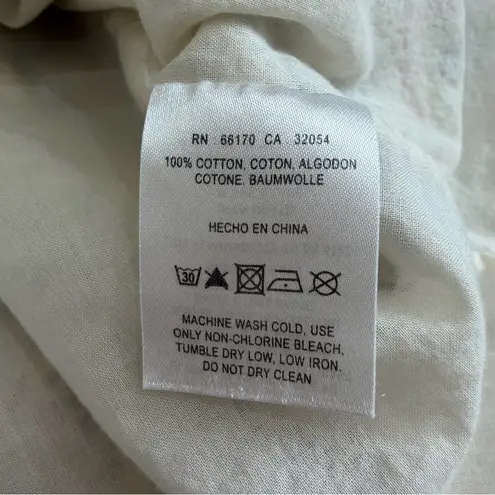 RN 66170 CA 32054
100% COTTON, COTON, ALGODON
COTONE, BAUMWOLLE
HECHO EN CHINA
30
MACHINE WASH COLD, USE
ONLY NON-CHLORINE BLEACH,
TUMBLE DRY LOW, LOW IRON.
DO NOT DRY CLEAN